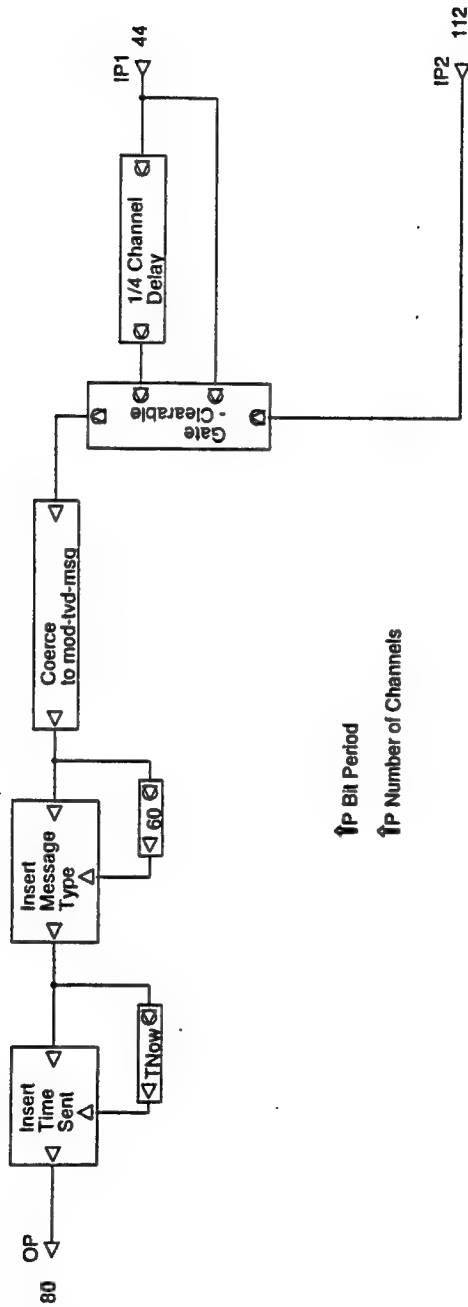 80
OP
Insert
Time
Sent
TNow
Insert
Message
Type
60
Coerce
to mod-tvd-msg
Gate
- Clearable
1/4 Channel
Delay
IP1
44
IP2
112
⇑P Bit Period
⇑P Number of Channels